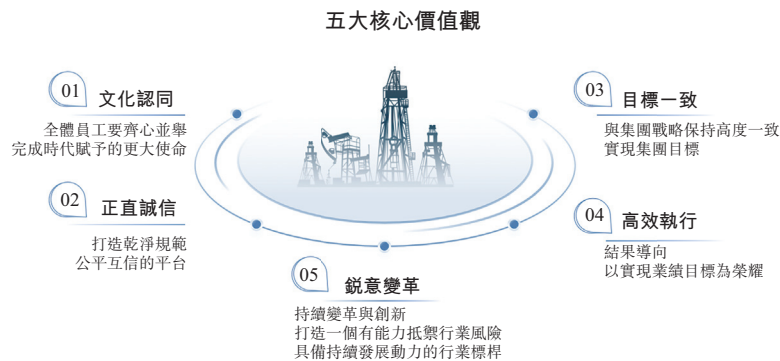 五大核心價值觀
01 文化認同
全體員工要齊心並舉
完成時代賦予的更大使命
02 正直誠信
打造乾淨規範
公平互信的平台
03 目標一致
與集團戰略保持高度一致
實現集團目標
04 高效執行
結果導向
以實現業績目標為榮耀
05 鋭意變革
持續變革與創新
打造一個有能力抵禦行業風險
具備持續發展動力的行業標桿